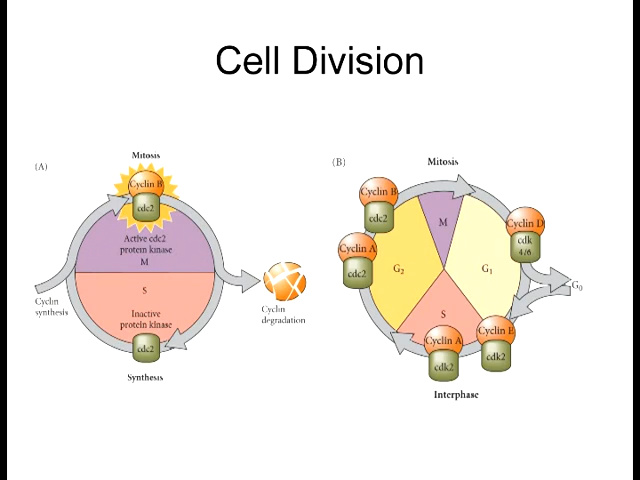 Cell Division
(A)
Mitosis
Cyclin B
cdc2
Active cdc2
protein kinase
M
S
Inactive
protein kinase
cdc2
Synthesis
Cyclin
synthesis
Cyclin
degradation
(B)
Mitosis
Cyclin B
cdc2
Cyclin A
cdc2
M
G2
G1
S
Cyclin D
cdk
4/6
G0
Cyclin E
cdk2
Cyclin A
cdk2
Interphase